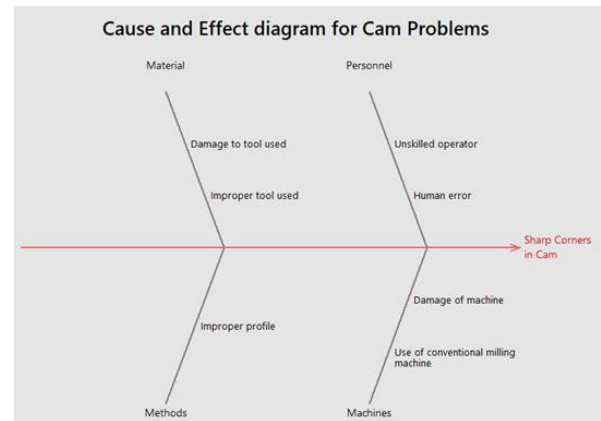 Cause and Effect diagram for Cam Problems
Material
Personnel
Damage to tool used
Unskilled operator
Improper tool used
Human error
Sharp Corners
in Cam
Damage of machine
Improper profile
Use of conventional milling
machine
Methods
Machines